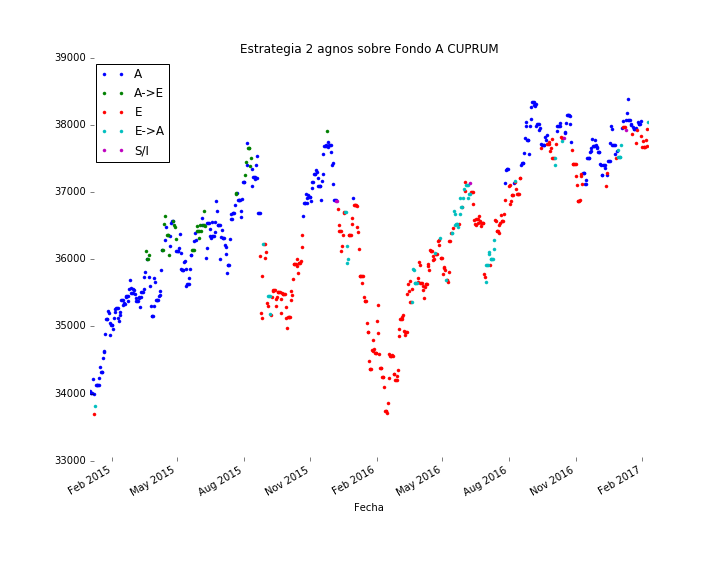 Estrategia 2 agnos sobre Fondo A CUPRUM
39000
38000
37000
36000
35000
34000
33000
A
A->E
E
E->A
S/I
Feb 2015
May 2015
Aug 2015
Nov 2015
Feb 2016
May 2016
Aug 2016
Nov 2016
Feb 2017
Fecha